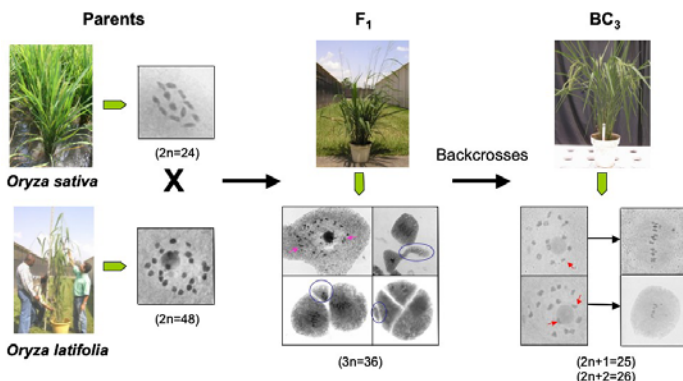 Parents
F1
BC3
(2n=24)
Oryza sativa
X
Backcrosses
(2n=48)
Oryza latifolia
(3n=36)
(2n+1=25)
(2n+2=26)